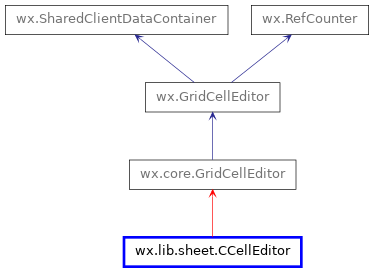 wx.SharedClientDataContainer
wx.RefCounter
wx.GridCellEditor
wx.core.GridCellEditor
wx.lib.sheet.CCellEditor